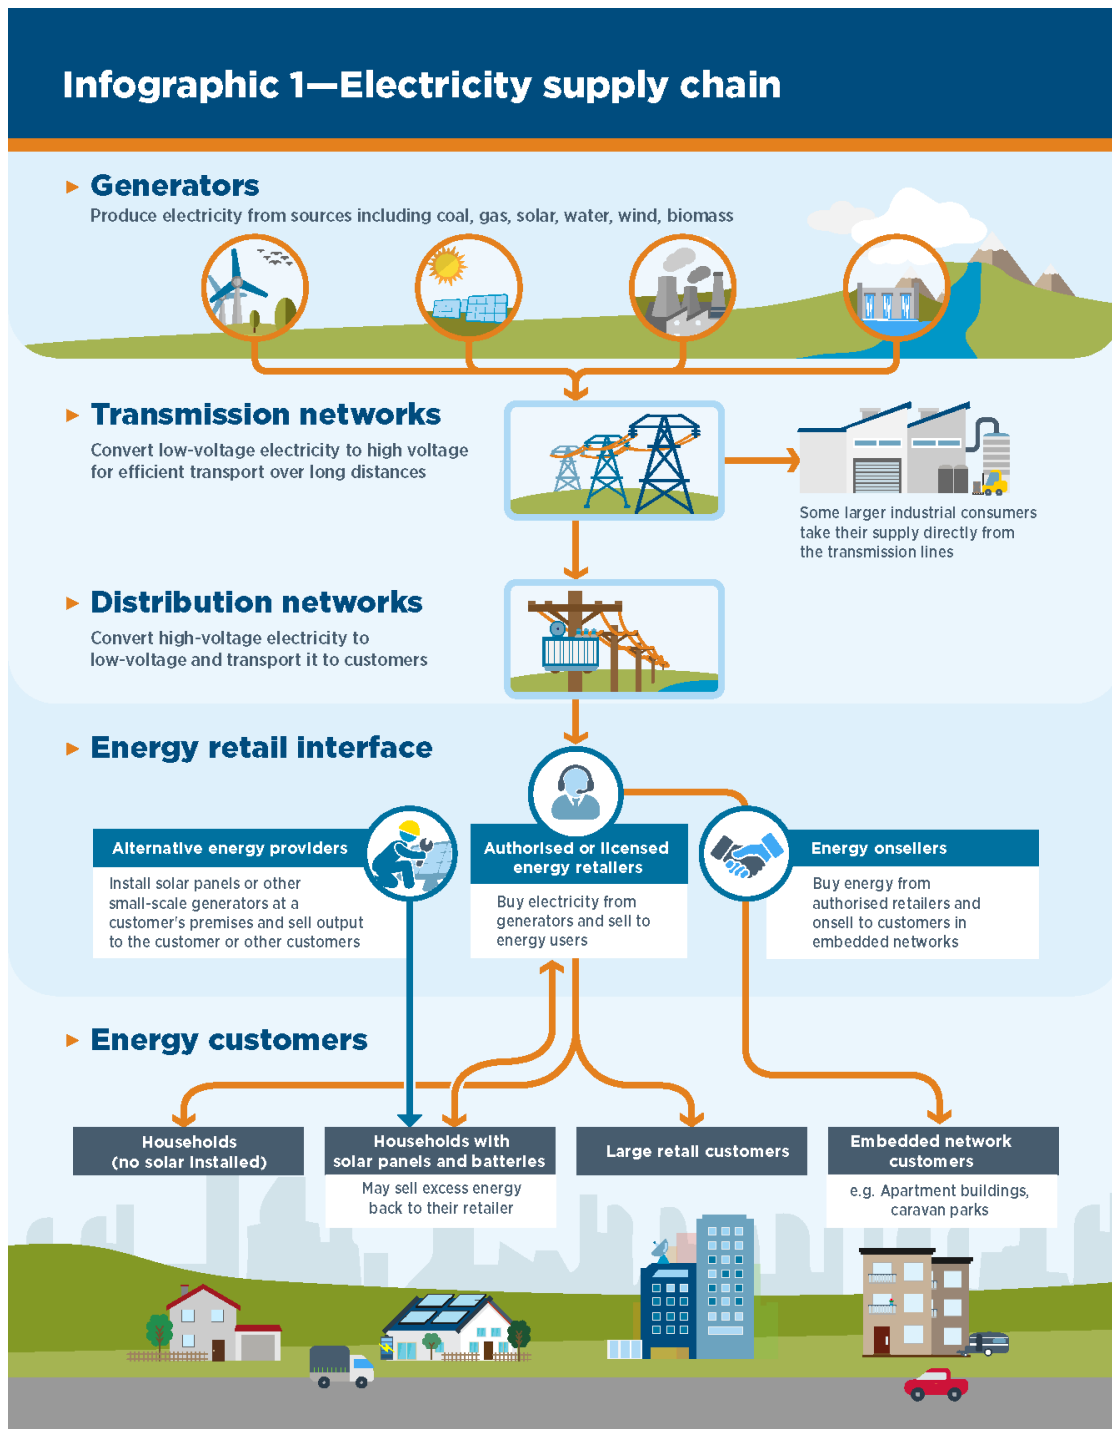 Infographic 1—Electricity supply chain
Generators
Produce electricity from sources including coal, gas, solar, water, wind, biomass
Transmission networks
Convert low-voltage electricity to high voltage
for efficient transport over long distances
Some larger industrial consumers
take their supply directly from
the transmission lines
Distribution networks
Convert high-voltage electricity to
low-voltage and transport it to customers
Energy retail interface
Alternative energy providers
Install solar panels or other
small-scale generators at a
customer's premises and sell output
to the customer or other customers
Authorised or licensed
energy retailers
Buy electricity from
generators and sell to
energy users
Energy onsellers
Buy energy from
authorised retailers and
onsell to customers in
embedded networks
Energy customers
Households
(no solar installed)
Households with
solar panels and batteries
May sell excess energy
back to their retailer
Large retail customers
Embedded network
customers
e.g. Apartment buildings,
caravan parks